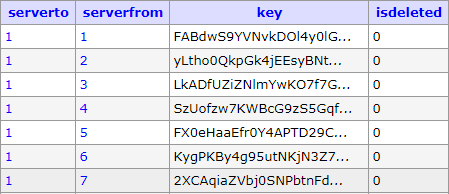 serverto serverfrom key isdeleted
1 1 FABdwS9YVNvkDOl4y0lG... 0
1 2 yLtho0QkpGk4jEEsyBNt... 0
1 3 LkADfUZiZNlmYwKO7f7G... 0
1 4 SzUofzw7KWBcG9zS5Gqf... 0
1 5 FX0eHaaEfr0Y4APTD29C... 0
1 6 KygPKBy4g95utNKjN3Z7... 0
1 7 2XCAqiaZVbj0SNPbtnFd... 0